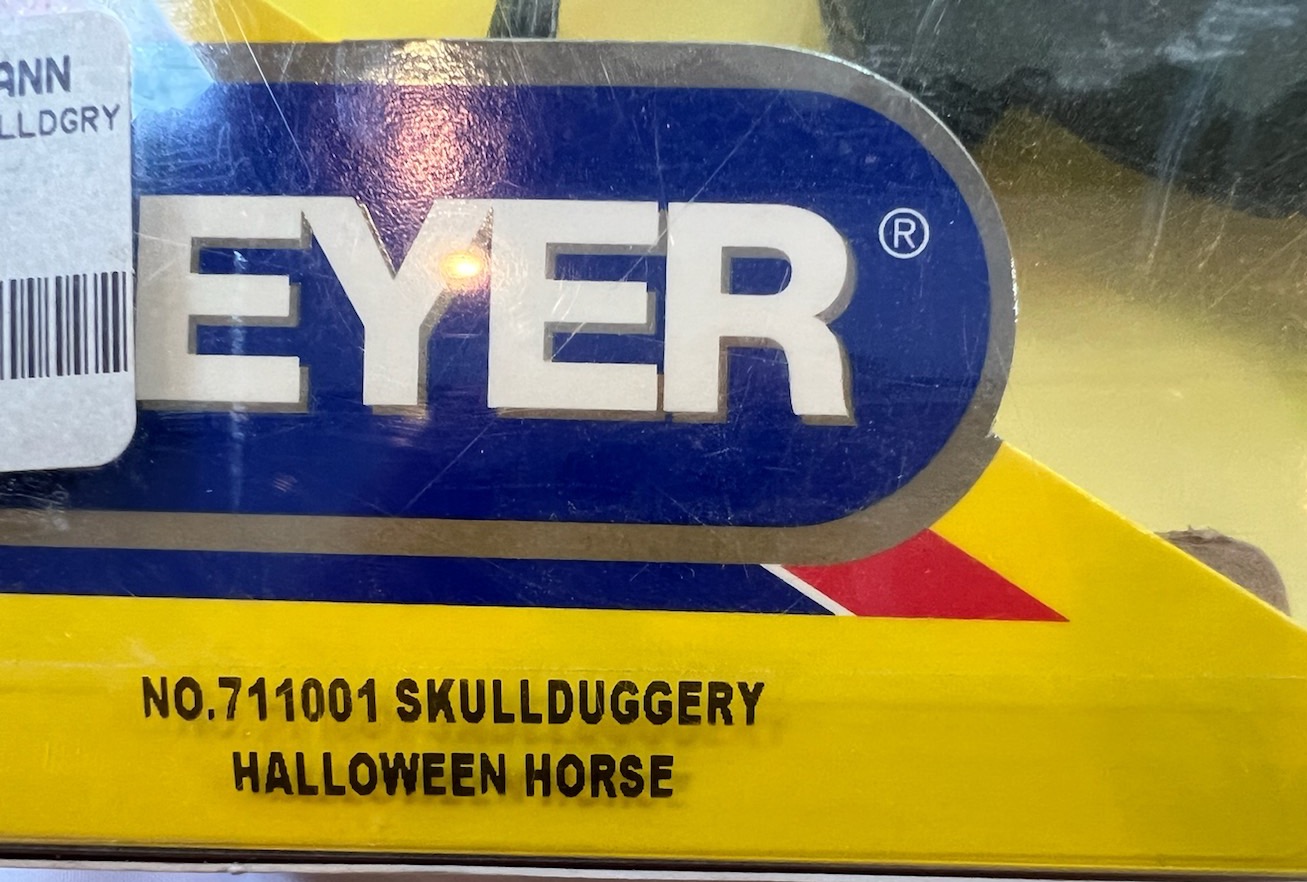 ANN
LLDGRY
EYER ®
NO.711001 SKULLDUGGERY
HALLOWEEN HORSE